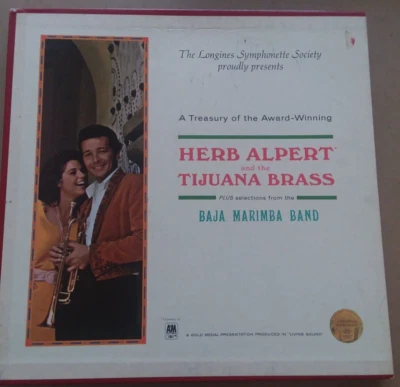 The Longines Symphonette Society
proudly presents
A Treasury of the Award-Winning
HERB ALPERT
and the
TIJUANA BRASS
PLUS selections from the
BAJA MARIMBA BAND
A&M
A GOLD MEDAL PRESENTATION PRODUCED IN "LIVING SOUND"